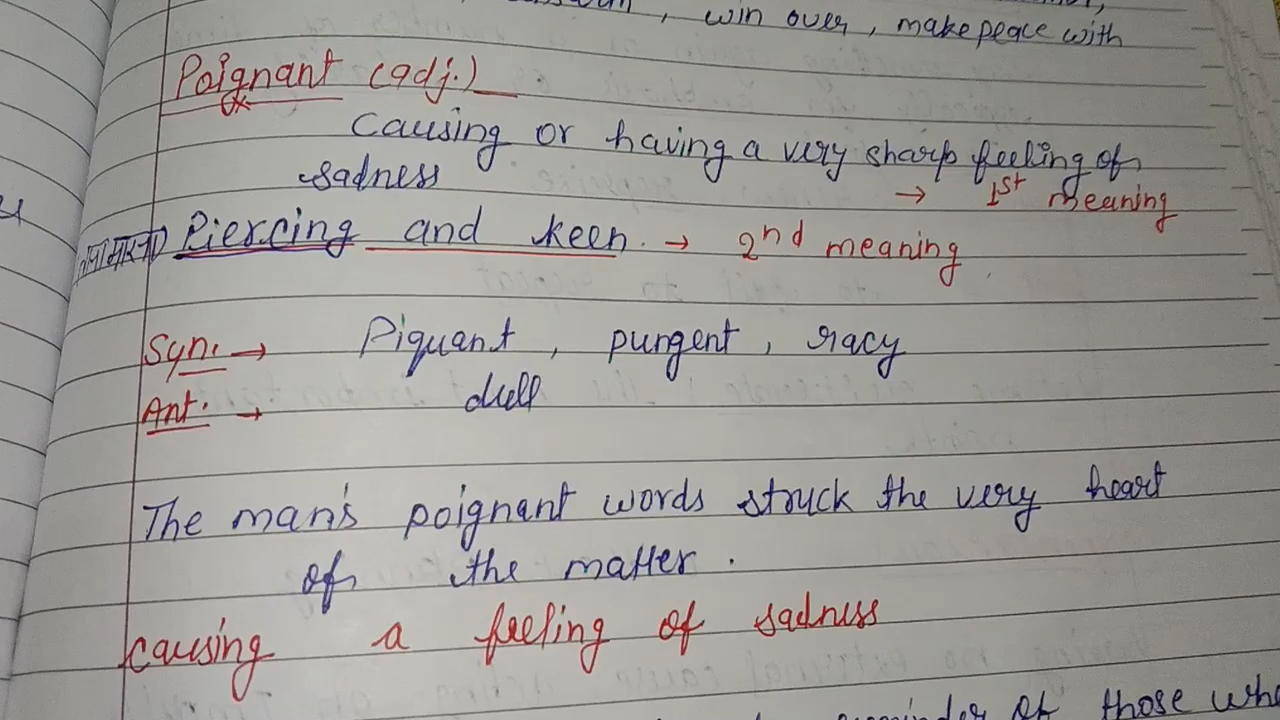 , win over, make peace with
Poignant (adj.)
Causing or having a very sharp feeling of
sadness → 1st meaning
Piercing and keen. → 2nd meaning
Syn. → Piquant, pungent, racy
Ant. → dull
The man's poignant words struck the very heart
of the matter.
causing a feeling of sadness
of those who